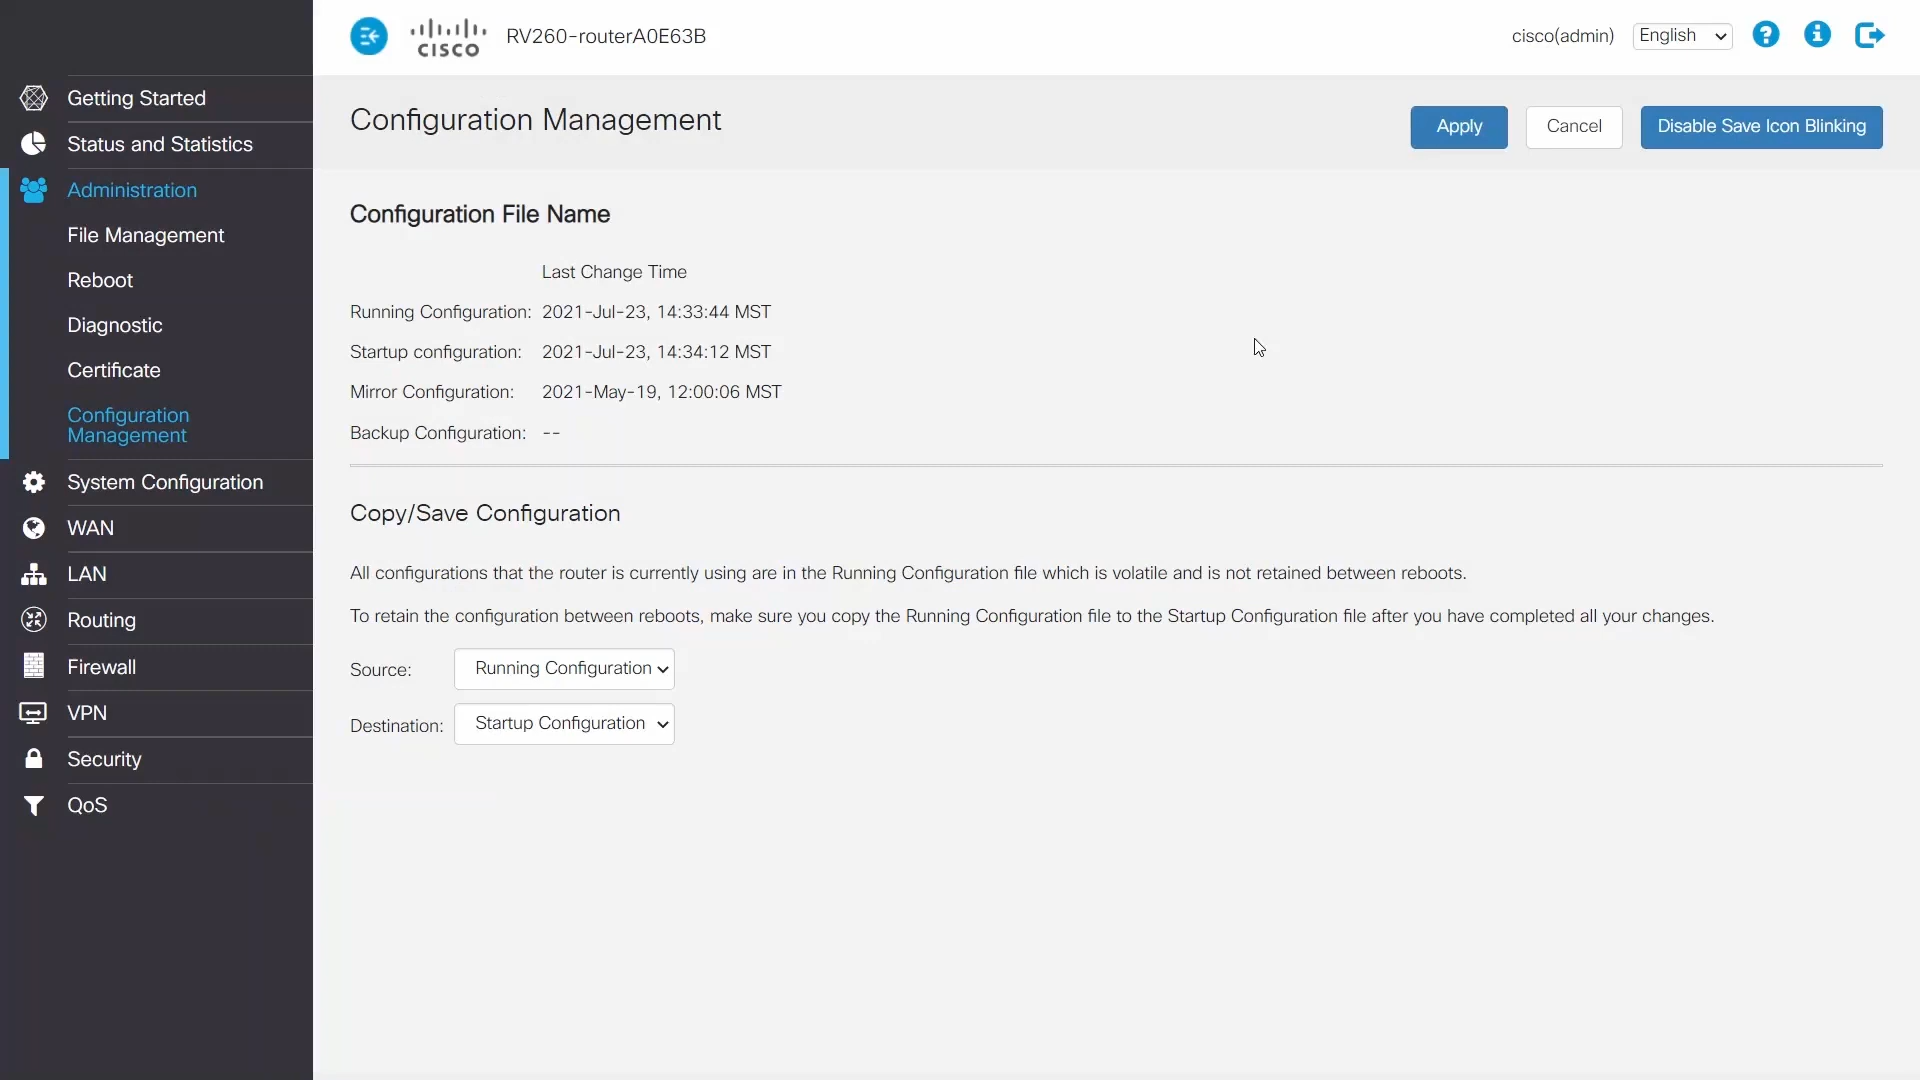 CISCO
RV260-routerA0E63B
cisco(admin)
English
Getting Started
Status and Statistics
Administration
File Management
Reboot
Diagnostic
Certificate
Configuration
Management
System Configuration
WAN
LAN
Routing
Firewall
VPN
Security
QoS
Configuration Management
Apply
Cancel
Disable Save Icon Blinking
Configuration File Name
Last Change Time
Running Configuration: 2021-Jul-23, 14:33:44 MST
Startup configuration: 2021-Jul-23, 14:34:12 MST
Mirror Configuration: 2021-May-19, 12:00:06 MST
Backup Configuration: --
Copy/Save Configuration
All configurations that the router is currently using are in the Running Configuration file which is volatile and is not retained between reboots.
To retain the configuration between reboots, make sure you copy the Running Configuration file to the Startup Configuration file after you have completed all your changes.
Source: Running Configuration
Destination: Startup Configuration